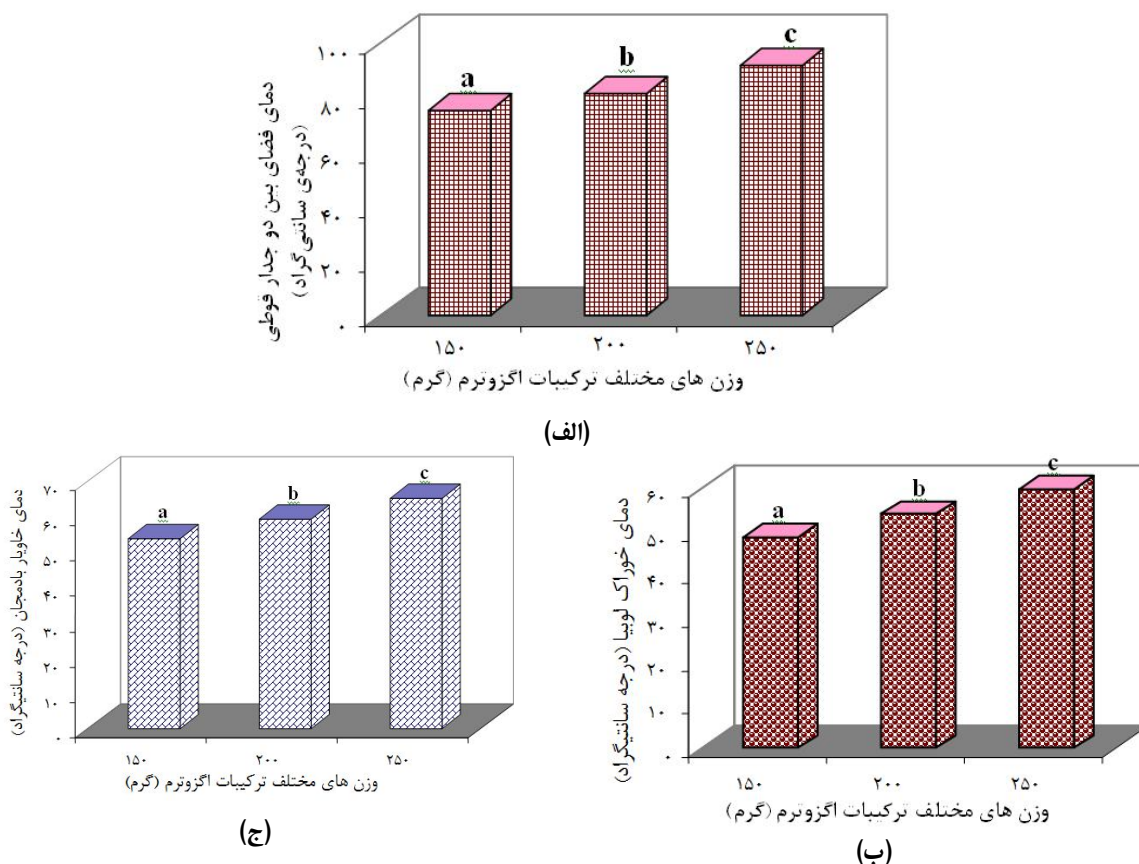 دمای فضای بین دو جدار قوطی
(درجه‌ی سانتی‌گراد)
۱۰۰
۸۰
۶۰
۴۰
۲۰
۰
a
b
c
۱۵۰
۲۰۰
۲۵۰
وزن های مختلف ترکیبات اگزوترم (گرم)
(الف)
دمای خوراک لوبیا (درجه سانتیگراد)
۶۰
۵۰
۴۰
۳۰
۲۰
۱۰
۰
a
b
c
۱۵۰
۲۰۰
۲۵۰
وزن های مختلف ترکیبات اگزوترم (گرم)
(ب)
دمای خاویار بادمجان (درجه سانتیگراد)
۷۰
۶۰
۵۰
۴۰
۳۰
۲۰
۱۰
۰
a
b
c
۱۵۰
۲۰۰
۲۵۰
وزن های مختلف ترکیبات اگزوترم (گرم)
(ج)